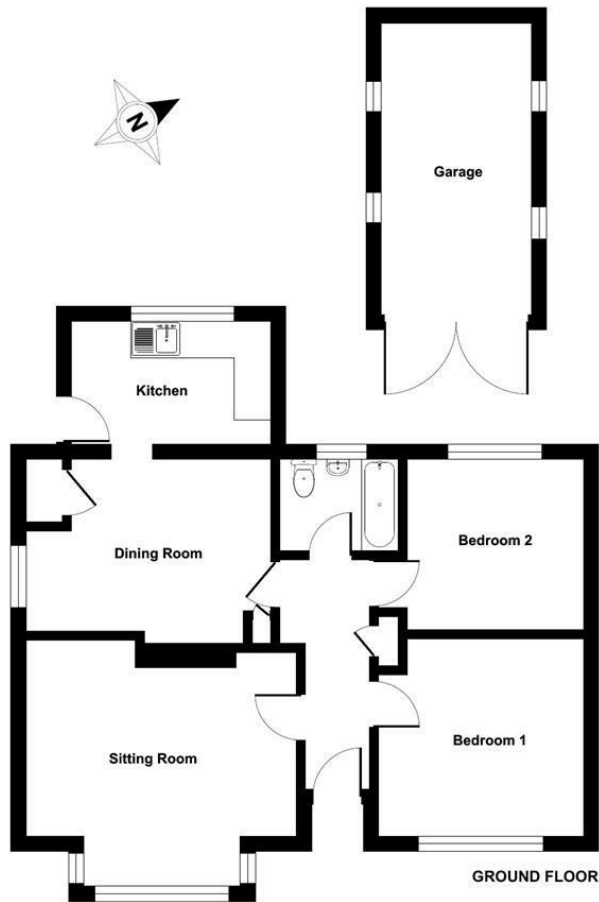 N
Garage
Kitchen
Dining Room
Bedroom 2
Sitting Room
Bedroom 1
GROUND FLOOR